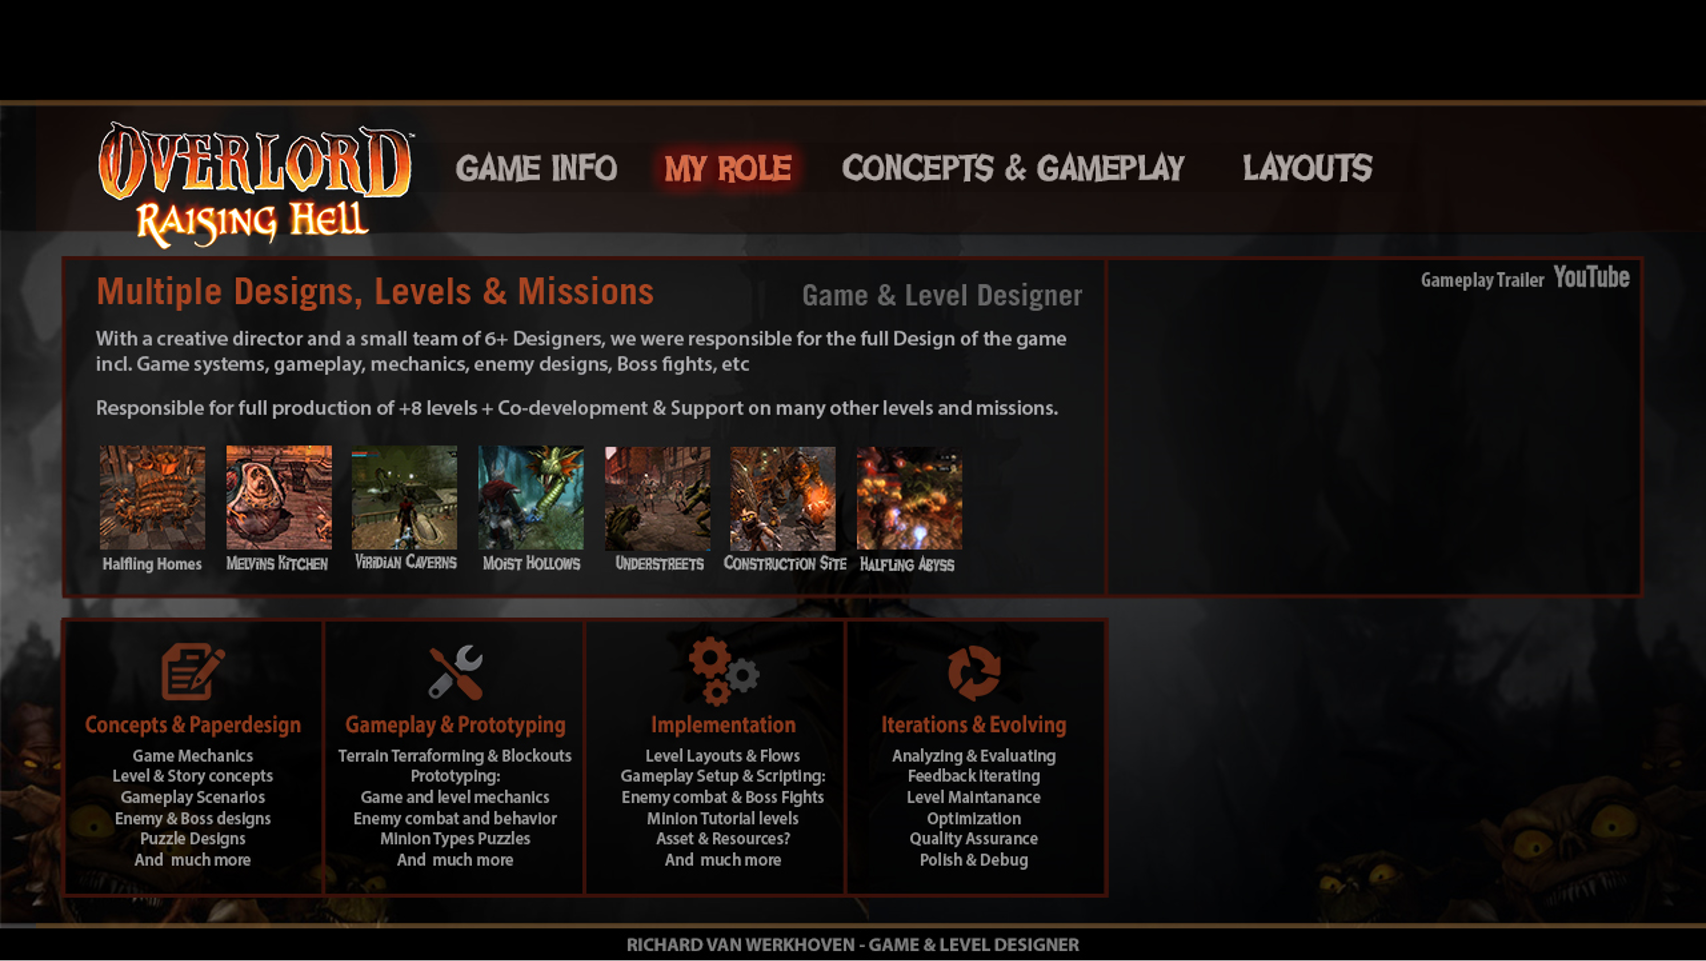 OVERLORD™
RAISING HELL
GAME INFO
MY ROLE
CONCEPTS & GAMEPLAY
LAYOUTS
Multiple Designs, Levels & Missions
Game & Level Designer
With a creative director and a small team of 6+ Designers, we were responsible for the full Design of the game
incl. Game systems, gameplay, mechanics, enemy designs, Boss fights, etc
Responsible for full production of +8 levels + Co-development & Support on many other levels and missions.
Gameplay Trailer YouTube
Halfling Homes
MELVINS KITCHEN
VIRIDIAN CAVERNS
MOIST HOLLOWS
UNDERSTREETS
CONSTRUCTION SITE
HALFLING ABYSS
Concepts & Paperdesign
Game Mechanics
Level & Story concepts
Gameplay Scenarios
Enemy & Boss designs
Puzzle Designs
And much more
Gameplay & Prototyping
Terrain Terraforming & Blockouts
Prototyping:
Game and level mechanics
Enemy combat and behavior
Minion Types Puzzles
And much more
Implementation
Level Layouts & Flows
Gameplay Setup & Scripting:
Enemy combat & Boss Fights
Minion Tutorial levels
Asset & Resources?
And much more
Iterations & Evolving
Analyzing & Evaluating
Feedback iterating
Level Maintanance
Optimization
Quality Assurance
Polish & Debug
RICHARD VAN WERKHOVEN - GAME & LEVEL DESIGNER